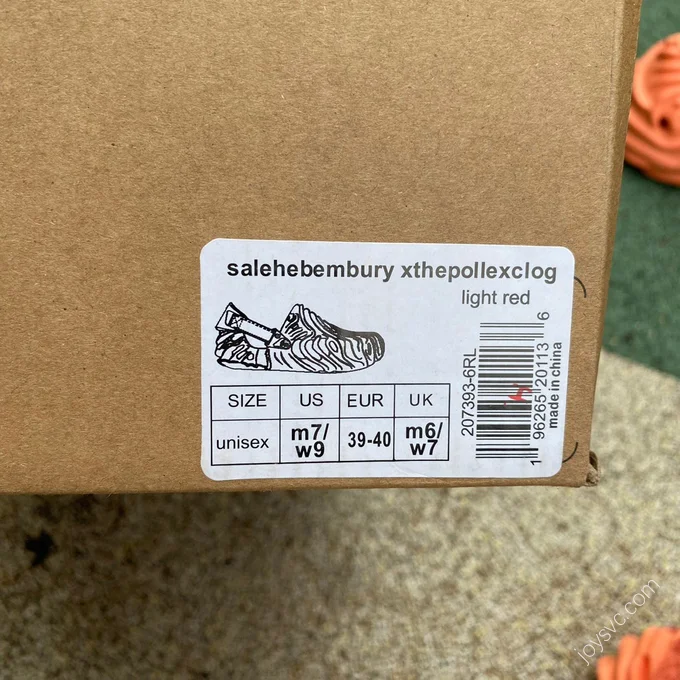 salehebembury xthepollexclog
light red
SIZE US EUR UK
unisex m7/w9 39-40 m6/w7
207393-6RL
1 96265 20113 6
made in china
joysvc.com